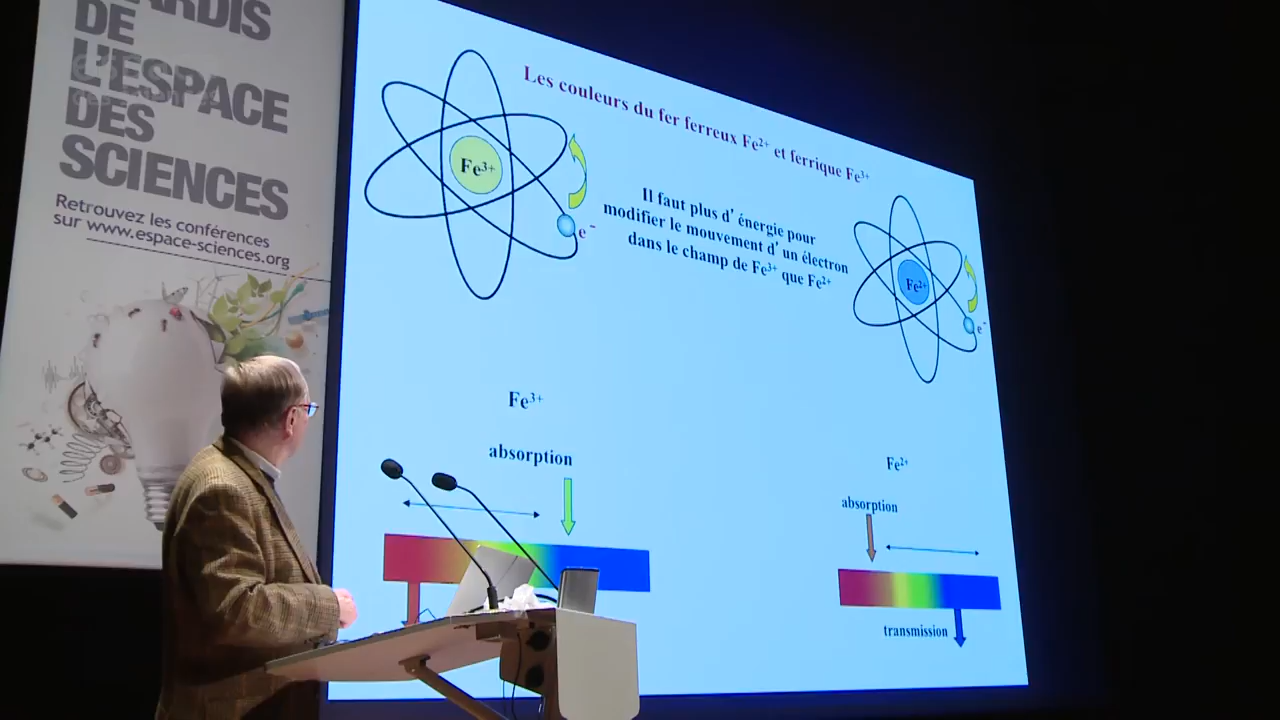 MARDIS
DE
L'ESPACE
DES
SCIENCES
Retrouvez les conférences
sur www.espace-sciences.org
Les couleurs du fer ferreux Fe²⁺ et ferrique Fe³⁺
Fe³⁺
e⁻
Il faut plus d' énergie pour
modifier le mouvement d' un électron
dans le champ de Fe³⁺ que Fe²⁺
Fe²⁺
e⁻
Fe³⁺
absorption
Fe²⁺
absorption
transmission